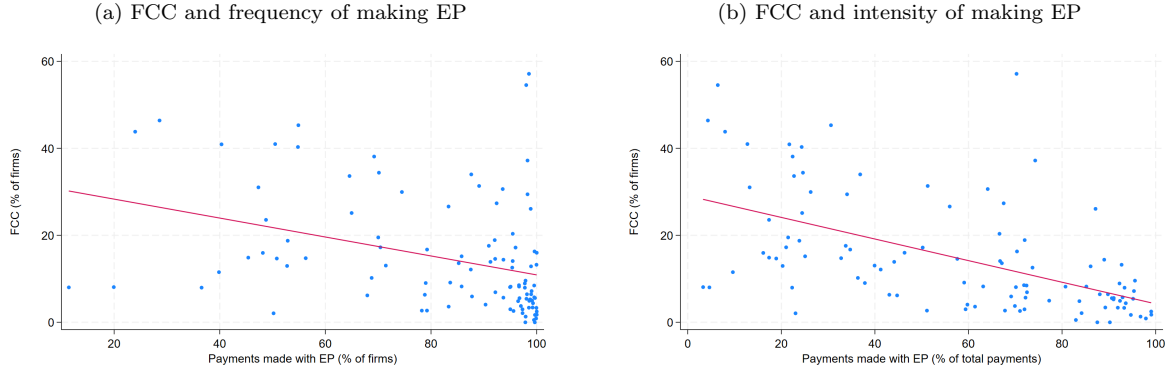 (a) FCC and frequency of making EP
60
40
20
0
FCC (% of firms)
20 40 60 80 100
Payments made with EP (% of firms)
(b) FCC and intensity of making EP
60
40
20
0
FCC (% of firms)
0 20 40 60 80 100
Payments made with EP (% of total payments)